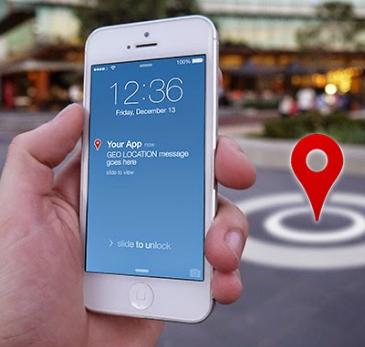 100%
12:36
Friday, December 13
Your App now
GEO LOCATION message
goes here
slide to view
> slide to unlock